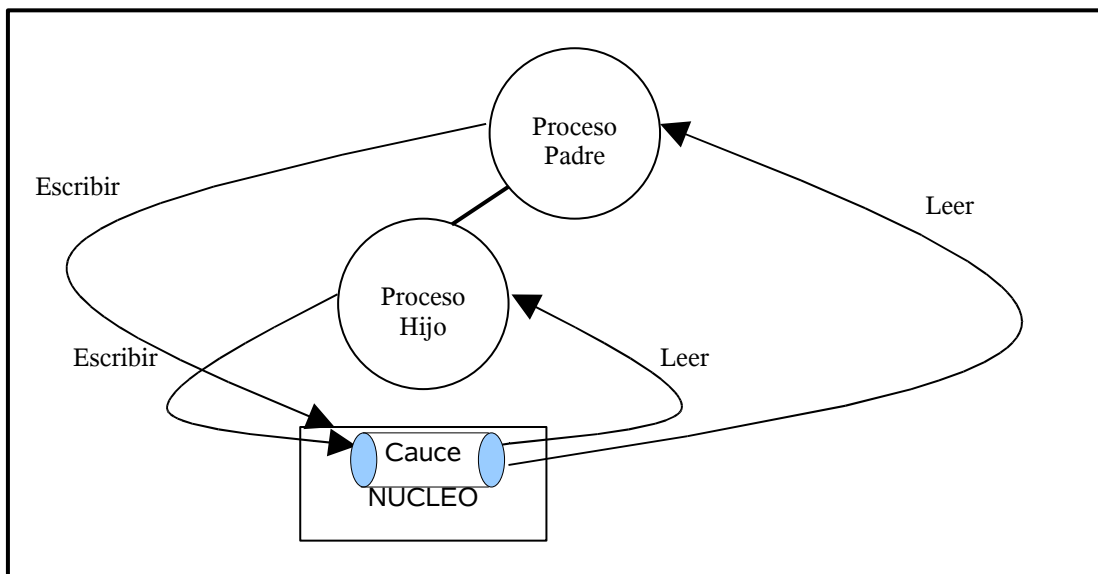 Proceso
Padre
Escribir
Leer
Proceso
Hijo
Escribir
Leer
Cauce
NUCLEO